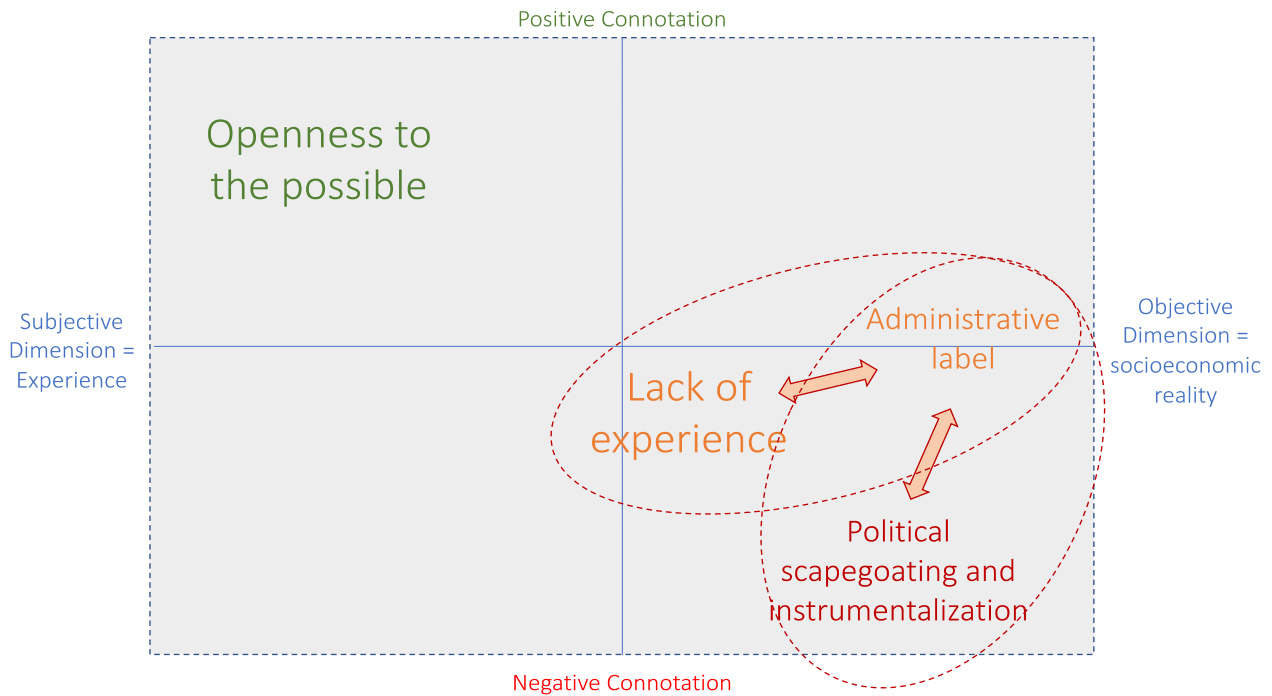 Positive Connotation
Openness to
the possible
Subjective
Dimension =
Experience
Objective
Dimension =
socioeconomic
reality
Administrative
label
Lack of
experience
Political
scapegoating and
instrumentalization
Negative Connotation